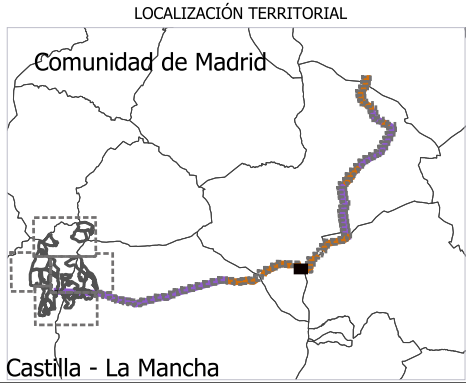 LOCALIZACIÓN TERRITORIAL
Comunidad de Madrid
Castilla - La Mancha